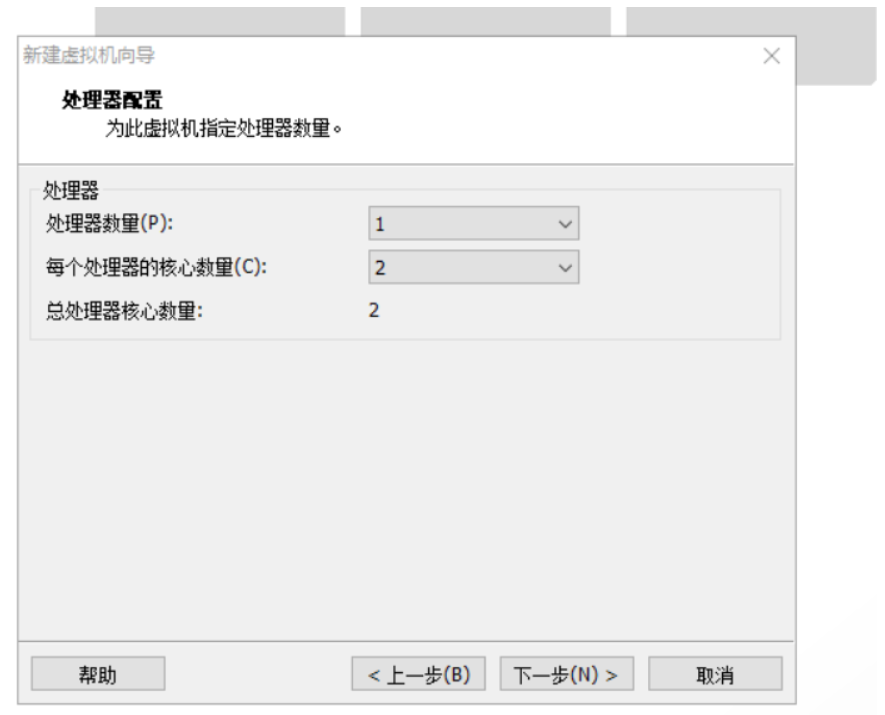 新建虚拟机向导
处理器配置
为此虚拟机指定处理器数量。
处理器
处理器数量(P): 1
每个处理器的核心数量(C): 2
总处理器核心数量: 2
帮助 < 上一步(B) 下一步(N) > 取消